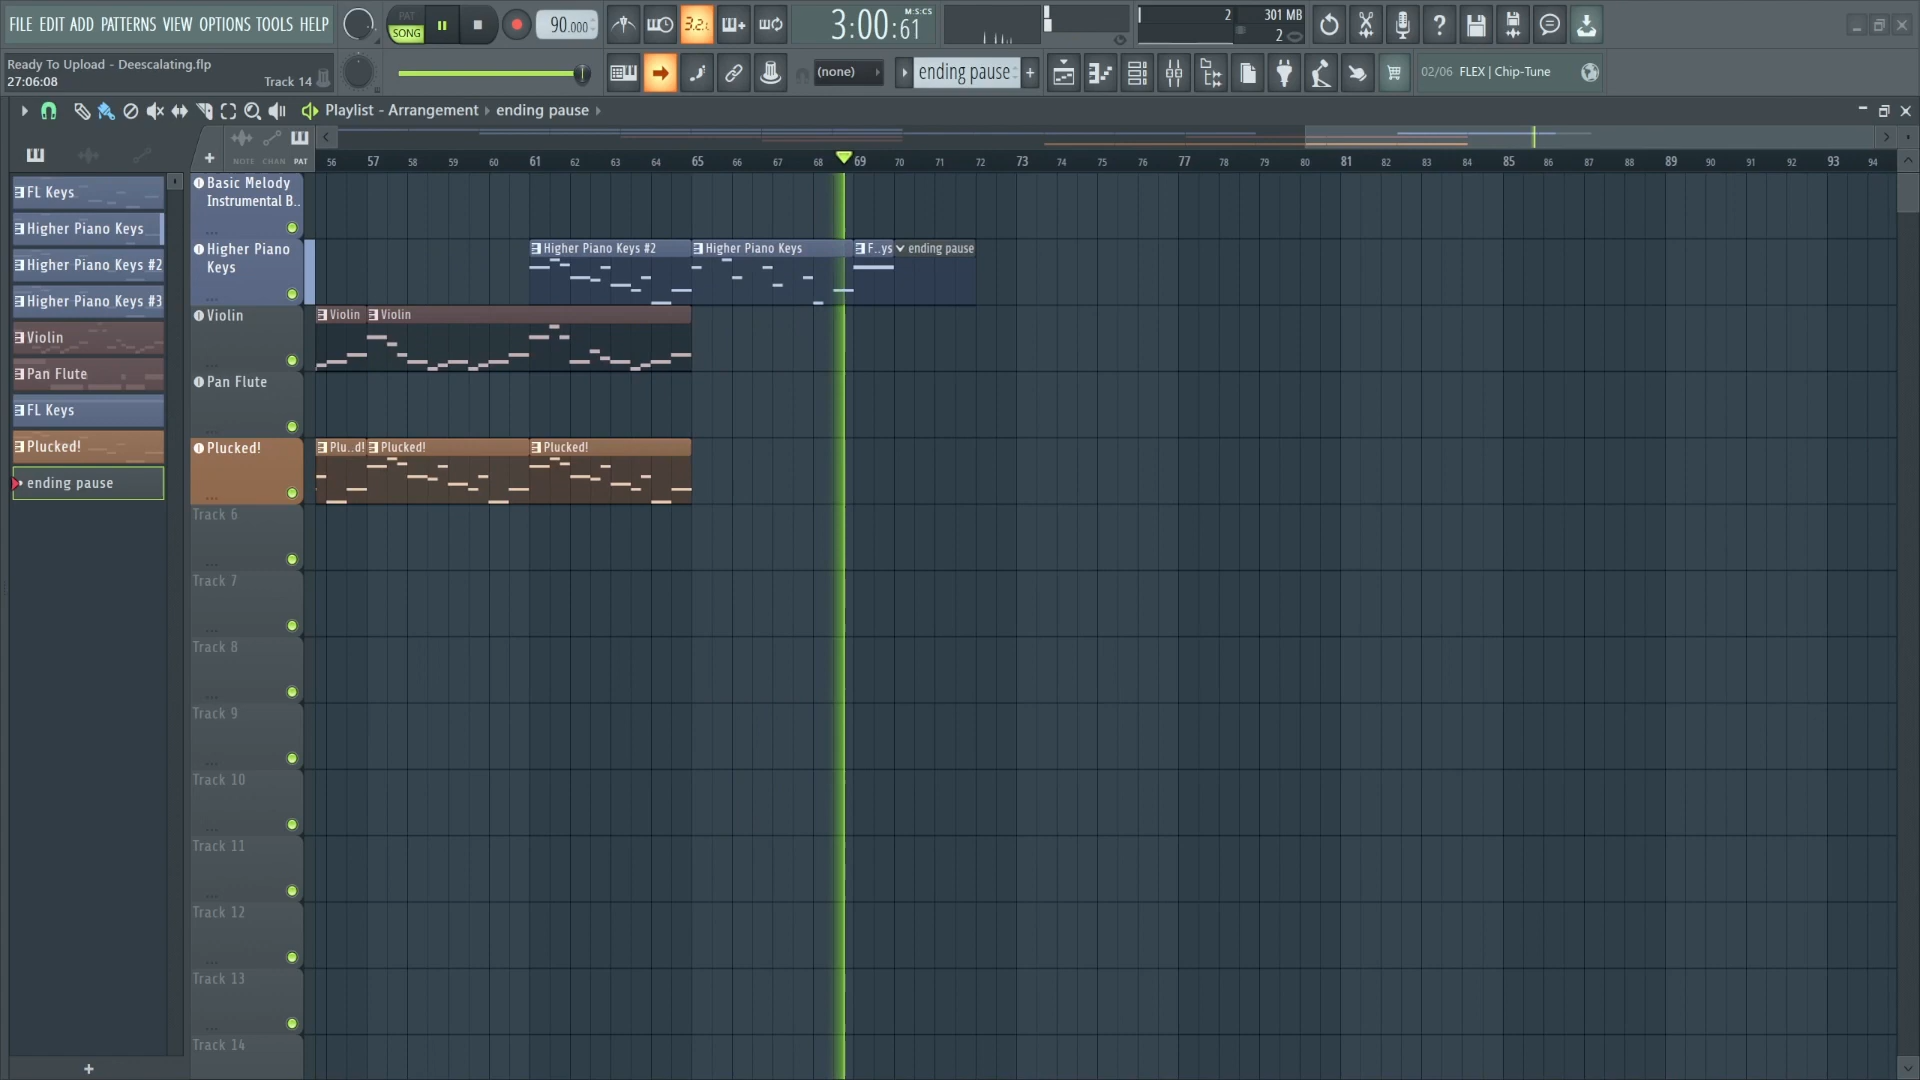 FILE EDIT ADD PATTERNS VIEW OPTIONS TOOLS HELP
PAT
SONG
90.000
3:00:61
M:S:CS
2
301 MB
2
Ready To Upload - Deescalating.flp
27:06:08
Track 14
(none)
ending pause
02/06 FLEX | Chip-Tune
Playlist - Arrangement
ending pause
NOTE CHAN PAT
56 57 58 59 60 61 62 63 64 65 66 67 68 69 70 71 72 73 74 75 76 77 78 79 80 81 82 83 84 85 86 87 88 89 90 91 92 93 94
FL Keys
Higher Piano Keys
Higher Piano Keys #2
Higher Piano Keys #3
Violin
Pan Flute
FL Keys
Plucked!
ending pause
Basic Melody
Instrumental B..
Higher Piano
Keys
Higher Piano Keys #2
Higher Piano Keys
F..ys
ending pause
Violin
Violin
Violin
Pan Flute
Plucked!
Plu..d!
Plucked!
Plucked!
Track 6
Track 7
Track 8
Track 9
Track 10
Track 11
Track 12
Track 13
Track 14